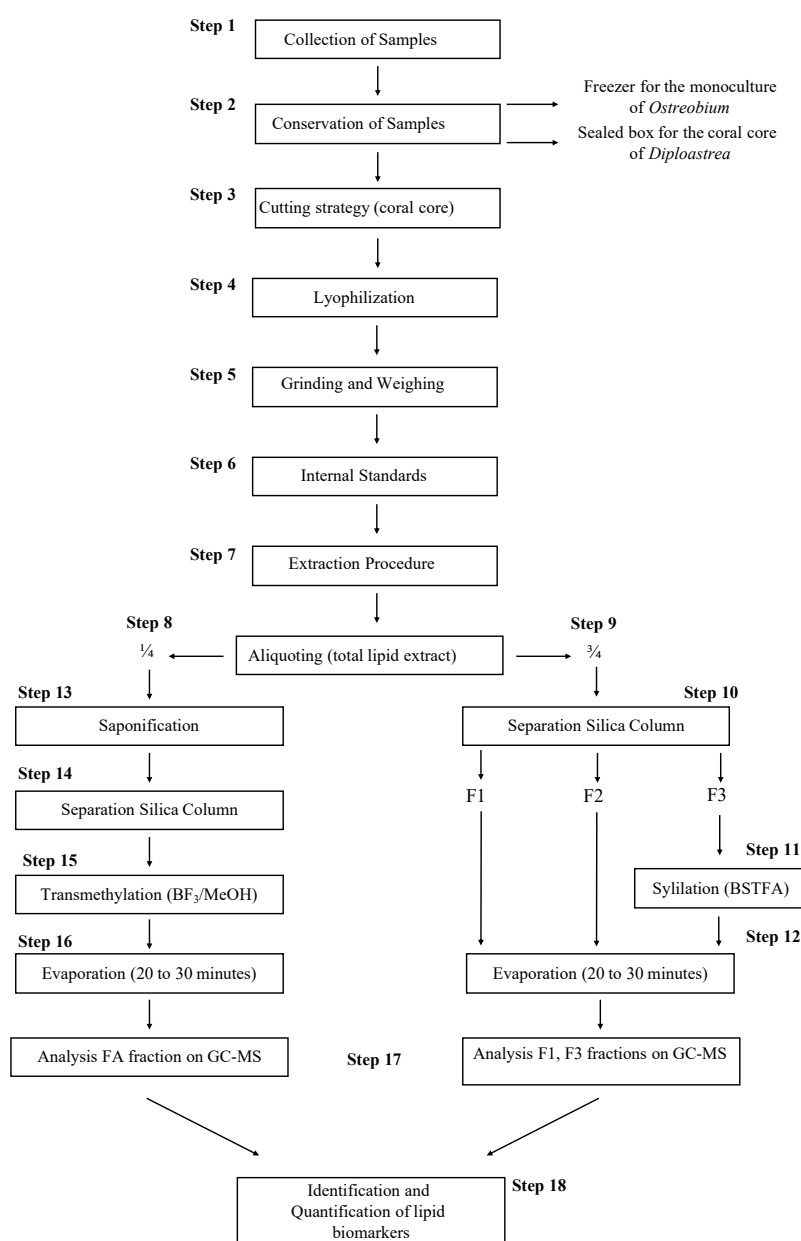 Step 1
Collection of Samples
Step 2
Conservation of Samples
Freezer for the monoculture
of Ostreobium
Sealed box for the coral core
of Diploastrea
Step 3
Cutting strategy (coral core)
Step 4
Lyophilization
Step 5
Grinding and Weighing
Step 6
Internal Standards
Step 7
Extraction Procedure
Step 8
¼
Aliquoting (total lipid extract)
Step 9
¾
Step 13
Saponification
Step 10
Separation Silica Column
Step 14
Separation Silica Column
F1
F2
F3
Step 15
Transmethylation (BF₃/MeOH)
Step 11
Sylilation (BSTFA)
Step 16
Evaporation (20 to 30 minutes)
Step 12
Evaporation (20 to 30 minutes)
Analysis FA fraction on GC-MS
Step 17
Analysis F1, F3 fractions on GC-MS
Step 18
Identification and
Quantification of lipid
biomarkers